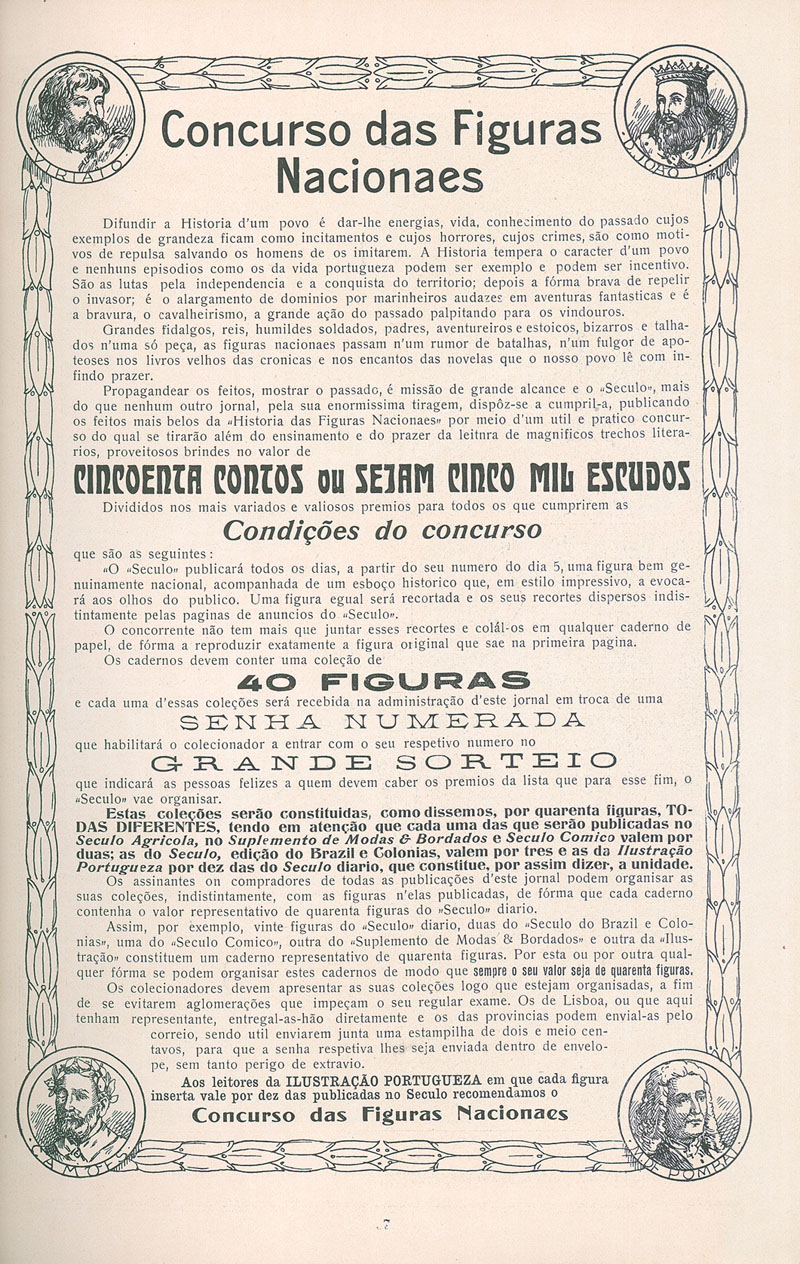 VIRIATO.
D. JOÃO I.
Concurso das Figuras
Nacionaes
Difundir a Historia d'um povo é dar-lhe energias, vida, conhecimento do passado cujos
exemplos de grandeza ficam como incitamentos e cujos horrores, cujos crimes, são como moti-
vos de repulsa salvando os homens de os imitarem. A Historia tempera o caracter d'um povo
e nenhuns episodios como os da vida portugueza podem ser exemplo e podem ser incentivo.
São as lutas pela independencia e a conquista do territorio; depois a fórma brava de repelir
o invasor; é o alargamento de dominios por marinheiros audazes em aventuras fantasticas e é
a bravura, o cavalheirismo, a grande ação do passado palpitando para os vindouros.
Grandes fidalgos, reis, humildes soldados, padres, aventureiros e estoicos, bizarros e talha-
dos n'uma só peça, as figuras nacionaes passam n'um rumor de batalhas, n'um fulgor de apo-
teoses nos livros velhos das cronicas e nos encantos das novelas que o nosso povo lê com in-
findo prazer.
Propagandear os feitos, mostrar o passado, é missão de grande alcance e o «Seculo», mais
do que nenhum outro jornal, pela sua enormissima tiragem, dispôz-se a cumpril-a, publicando
os feitos mais belos da «Historia das Figuras Nacionaes» por meio d'um util e pratico concur-
so do qual se tirarão além do ensinamento e do prazer da leitura de magnificos trechos litera-
rios, proveitosos brindes no valor de
CINCOENTA CONTOS OU SEJAM CINCO MIL ESCUDOS
Divididos nos mais variados e valiosos premios para todos os que cumprirem as
Condições do concurso
que são as seguintes:
«O «Seculo» publicará todos os dias, a partir do seu numero do dia 5, uma figura bem ge-
nuinamente nacional, acompanhada de um esboço historico que, em estilo impressivo, a evoca-
rá aos olhos do publico. Uma figura egual será recortada e os seus recortes dispersos indis-
tintamente pelas paginas de anuncios do «Seculo».
O concorrente não tem mais que juntar esses recortes e colál-os em qualquer caderno de
papel, de fórma a reproduzir exatamente a figura original que sae na primeira pagina.
Os cadernos devem conter uma coleção de
40 FIGURAS
e cada uma d'essas coleções será recebida na administração d'este jornal em troca de uma
SENHA NUMERADA
que habilitará o colecionador a entrar com o seu respetivo numero no
GRANDE SORTEIO
que indicará as pessoas felizes a quem devem caber os premios da lista que para esse fim, o
«Seculo» vae organisar.
Estas coleções serão constituidas, como dissemos, por quarenta figuras, TO-
DAS DIFERENTES, tendo em atenção que cada uma das que serão publicadas no
Seculo Agricola, no Suplemento de Modas & Bordados e Seculo Comico valem por
duas; as do Seculo, edição do Brazil e Colonias, valem por tres e as da Ilustração
Portugueza por dez das do Seculo diario, que constitue, por assim dizer, a unidade.
Os assinantes ou compradores de todas as publicações d'este jornal podem organisar as
suas coleções, indistintamente, com as figuras n'elas publicadas, de fórma que cada caderno
contenha o valor representativo de quarenta figuras do »Seculo» diario.
Assim, por exemplo, vinte figuras do «Seculo» diario, duas do «Seculo do Brazil e Colo-
nias», uma do «Seculo Comico», outra do «Suplemento de Modas & Bordados» e outra da «Ilus-
tração» constituem um caderno representativo de quarenta figuras. Por esta ou por outra qual-
quer fórma se podem organisar estes cadernos de modo que sempre o seu valor seja de quarenta figuras.
Os colecionadores devem apresentar as suas coleções logo que estejam organisadas, a fim
de se evitarem aglomerações que impeçam o seu regular exame. Os de Lisboa, ou que aqui
tenham representante, entregal-as-hão diretamente e os das provincias podem envial-as pelo
correio, sendo util enviarem junta uma estampilha de dois e meio cen-
tavos, para que a senha respetiva lhes seja enviada dentro de envelo-
pe, sem tanto perigo de extravio.
Aos leitores da ILUSTRAÇÃO PORTUGUEZA em que cada figura
inserta vale por dez das publicadas no Seculo recomendamos o
Concurso das Figuras Nacionaes
CAMÕES.
M. DE POMBAL.
7